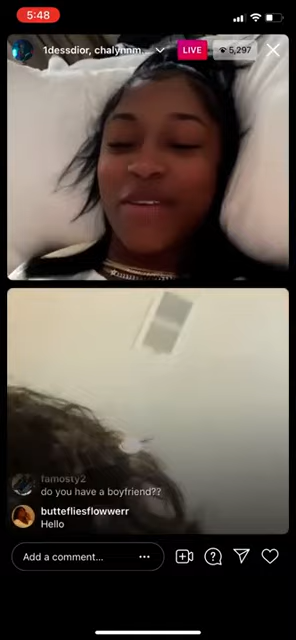 5:48
1dessdior, chalynnm...
LIVE
5,297
famosty2
do you have a boyfriend??
buttefliesflowwerr
Hello
Add a comment...